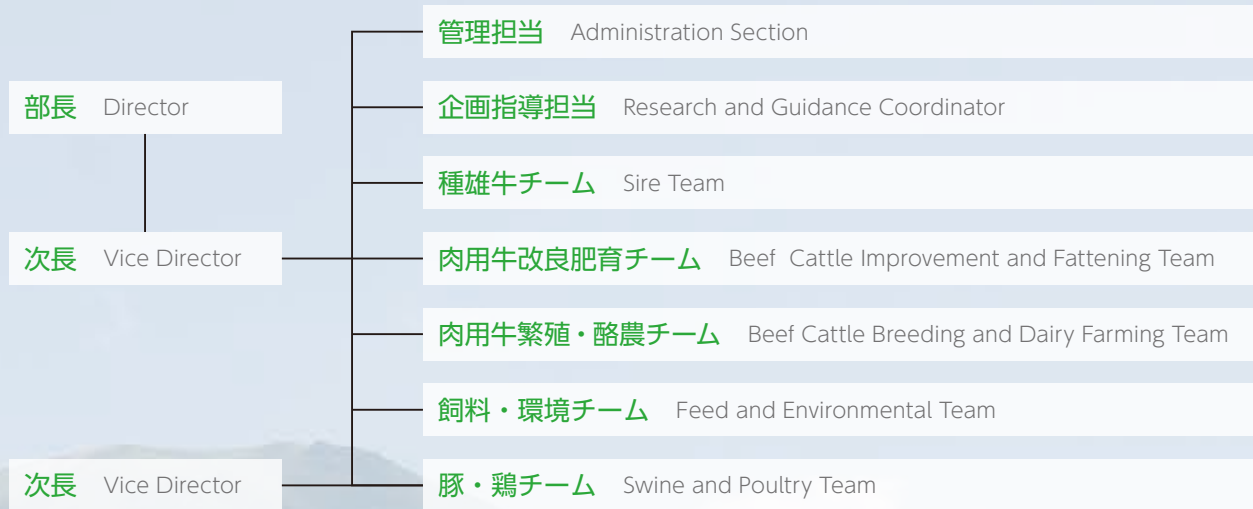 部長 Director
次長 Vice Director
次長 Vice Director
管理担当 Administration Section
企画指導担当 Research and Guidance Coordinator
種雄牛チーム Sire Team
肉用牛改良肥育チーム Beef Cattle Improvement and Fattening Team
肉用牛繁殖・酪農チーム Beef Cattle Breeding and Dairy Farming Team
飼料・環境チーム Feed and Environmental Team
豚・鶏チーム Swine and Poultry Team